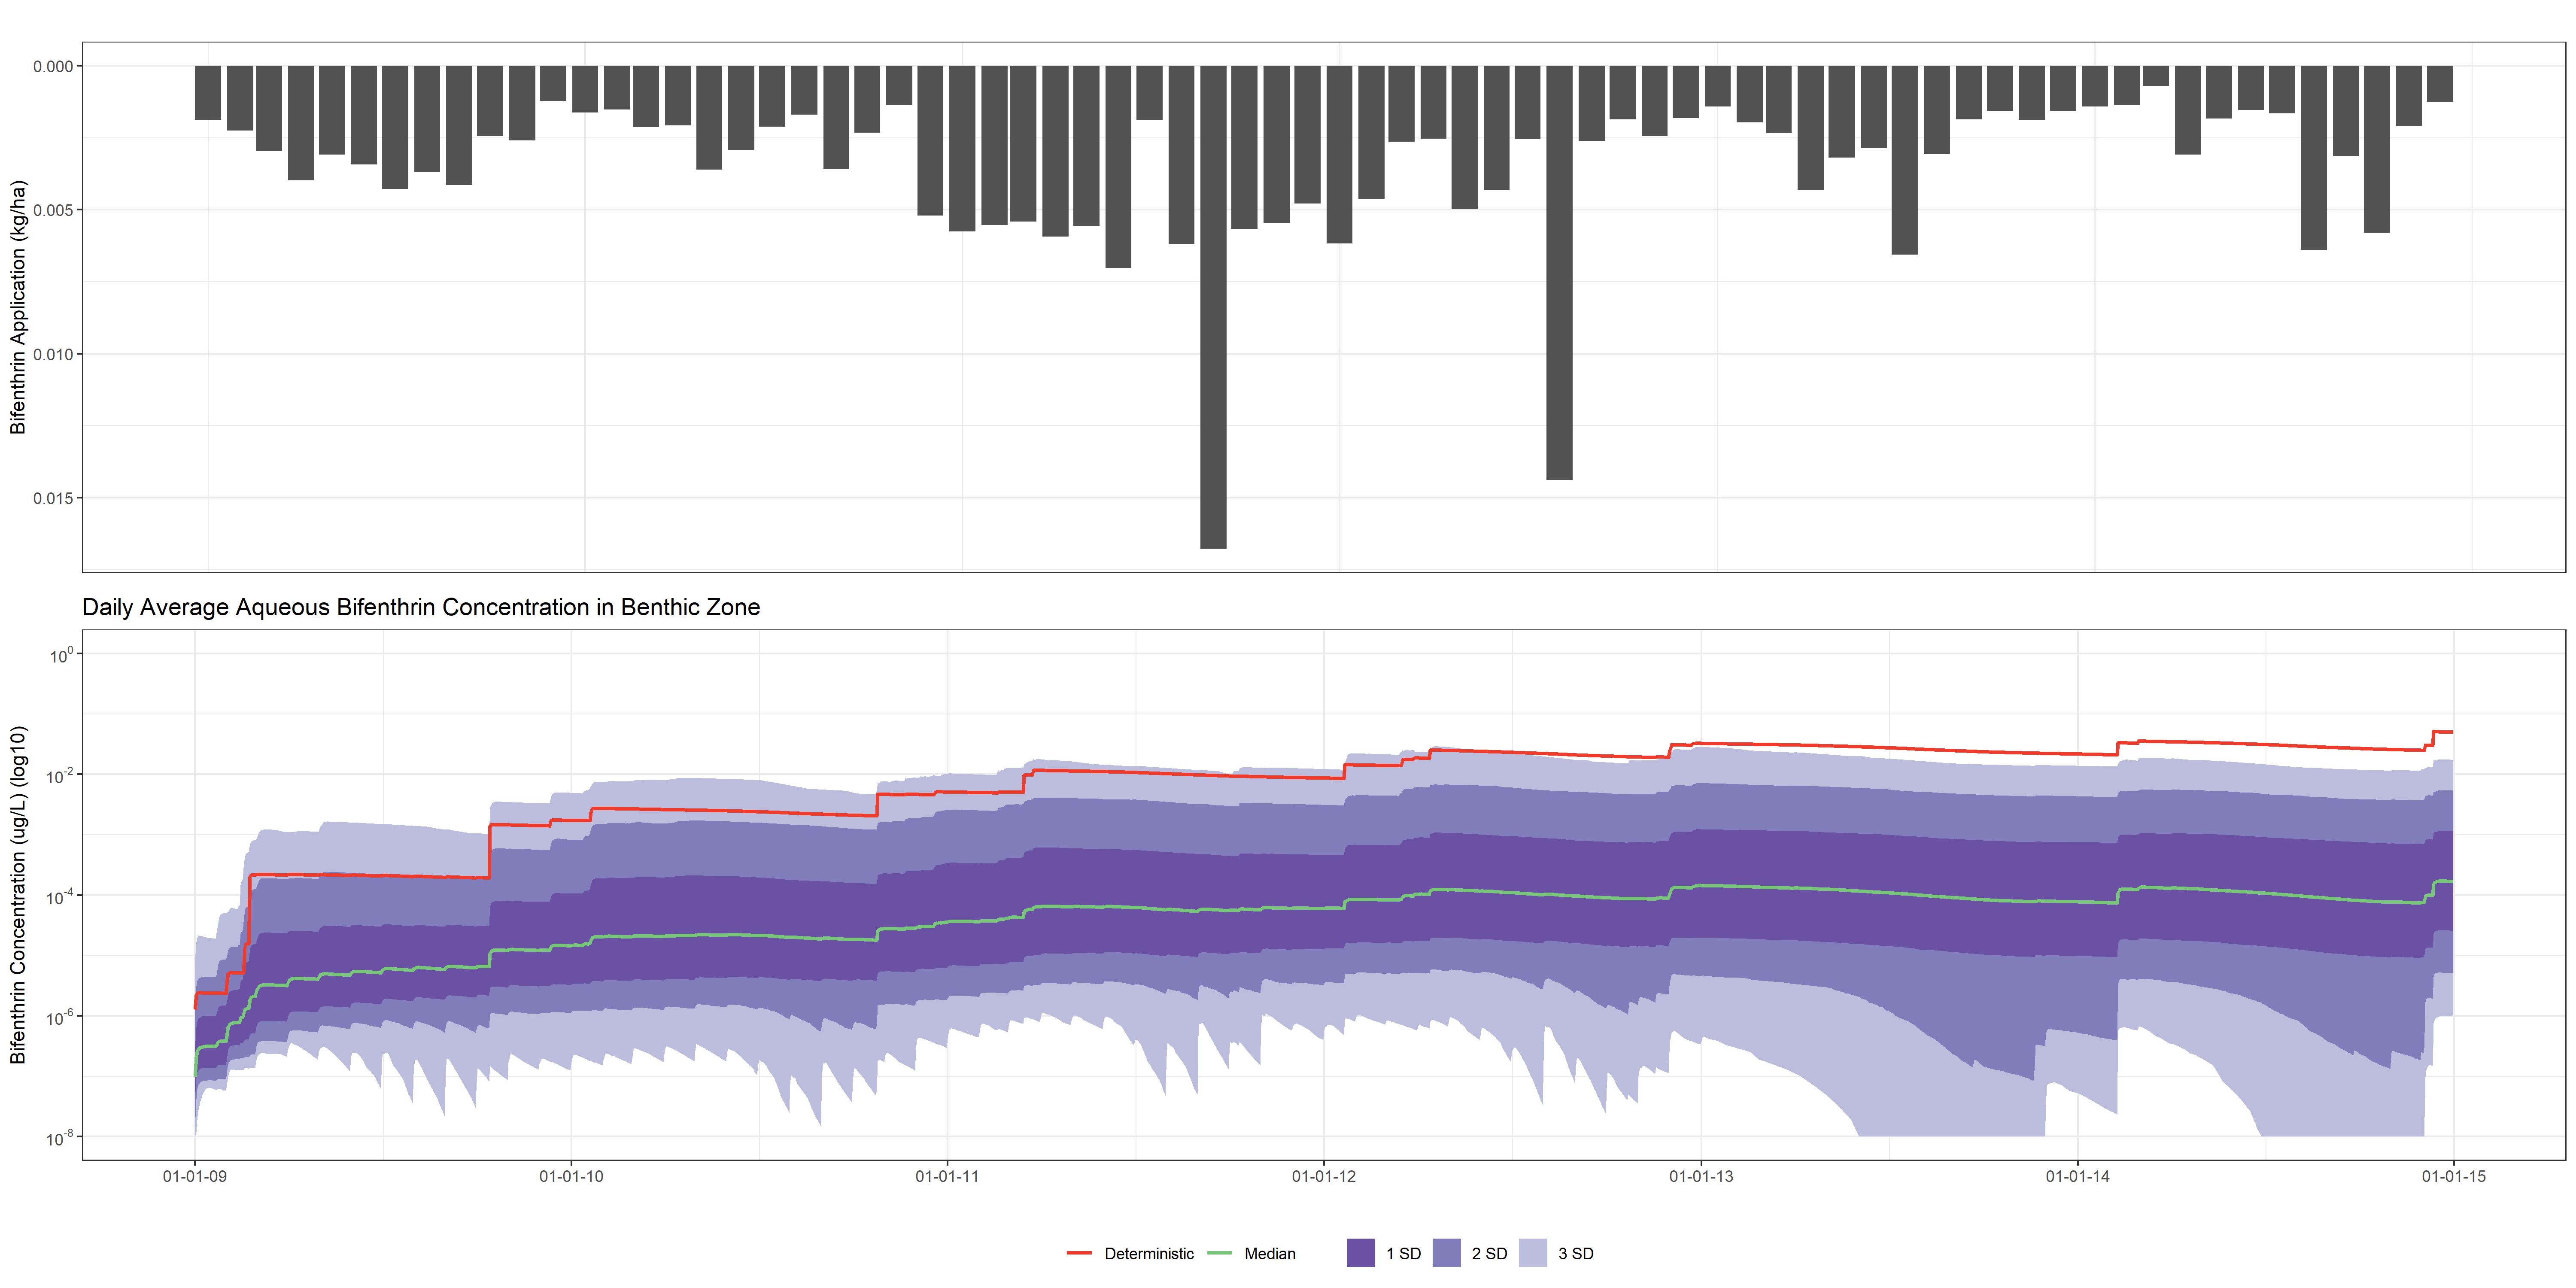 Bifenthrin Application (kg/ha)
0.000
0.005
0.010
0.015
Daily Average Aqueous Bifenthrin Concentration in Benthic Zone
Bifenthrin Concentration (ug/L) (log10)
10^0
10^-2
10^-4
10^-6
10^-8
01-01-09 01-01-10 01-01-11 01-01-12 01-01-13 01-01-14 01-01-15
Deterministic Median 1 SD 2 SD 3 SD